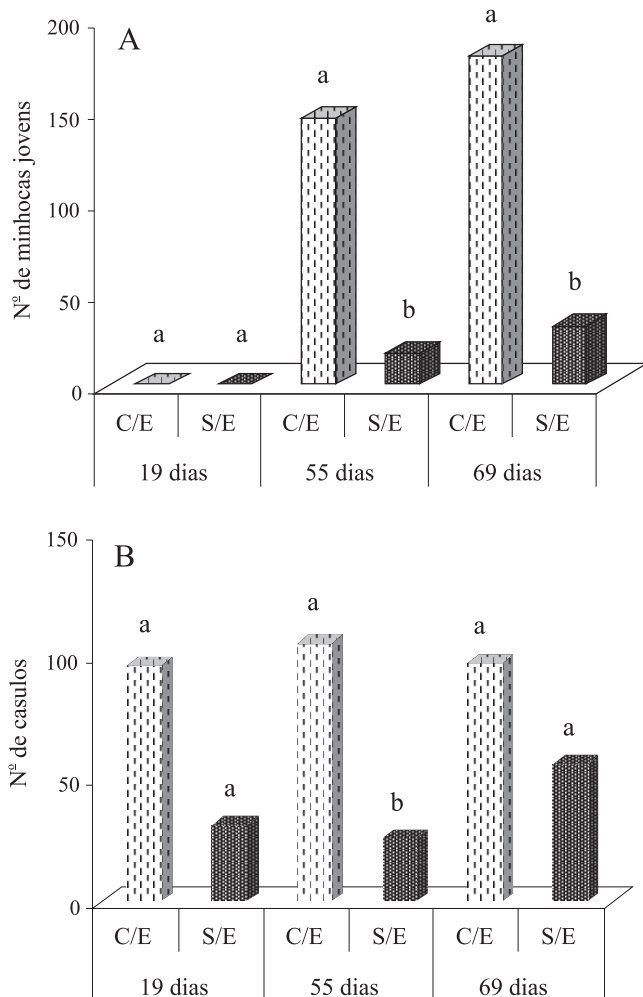 A
200
150
100
50
0
Nº de minhocas jovens
a a a b a b
C/E S/E C/E S/E C/E S/E
19 dias 55 dias 69 dias
B
150
100
50
0
Nº de casulos
a a a b a a
C/E S/E C/E S/E C/E S/E
19 dias 55 dias 69 dias